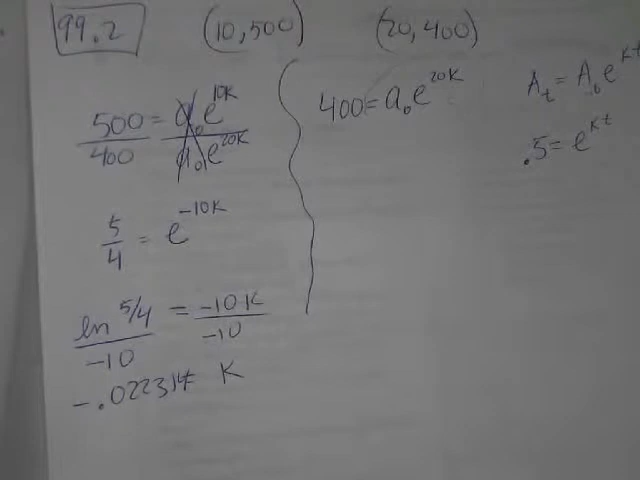 99.2 (10,500) (20,400)
500 = a₀e^10K
400 a₀e^20K
5/4 = e^-10K
ln 5/4 = -10K
-10 -10
-.022314 = K
400 = a₀e^20K
A_t = A₀e^Kt
.5 = e^Kt